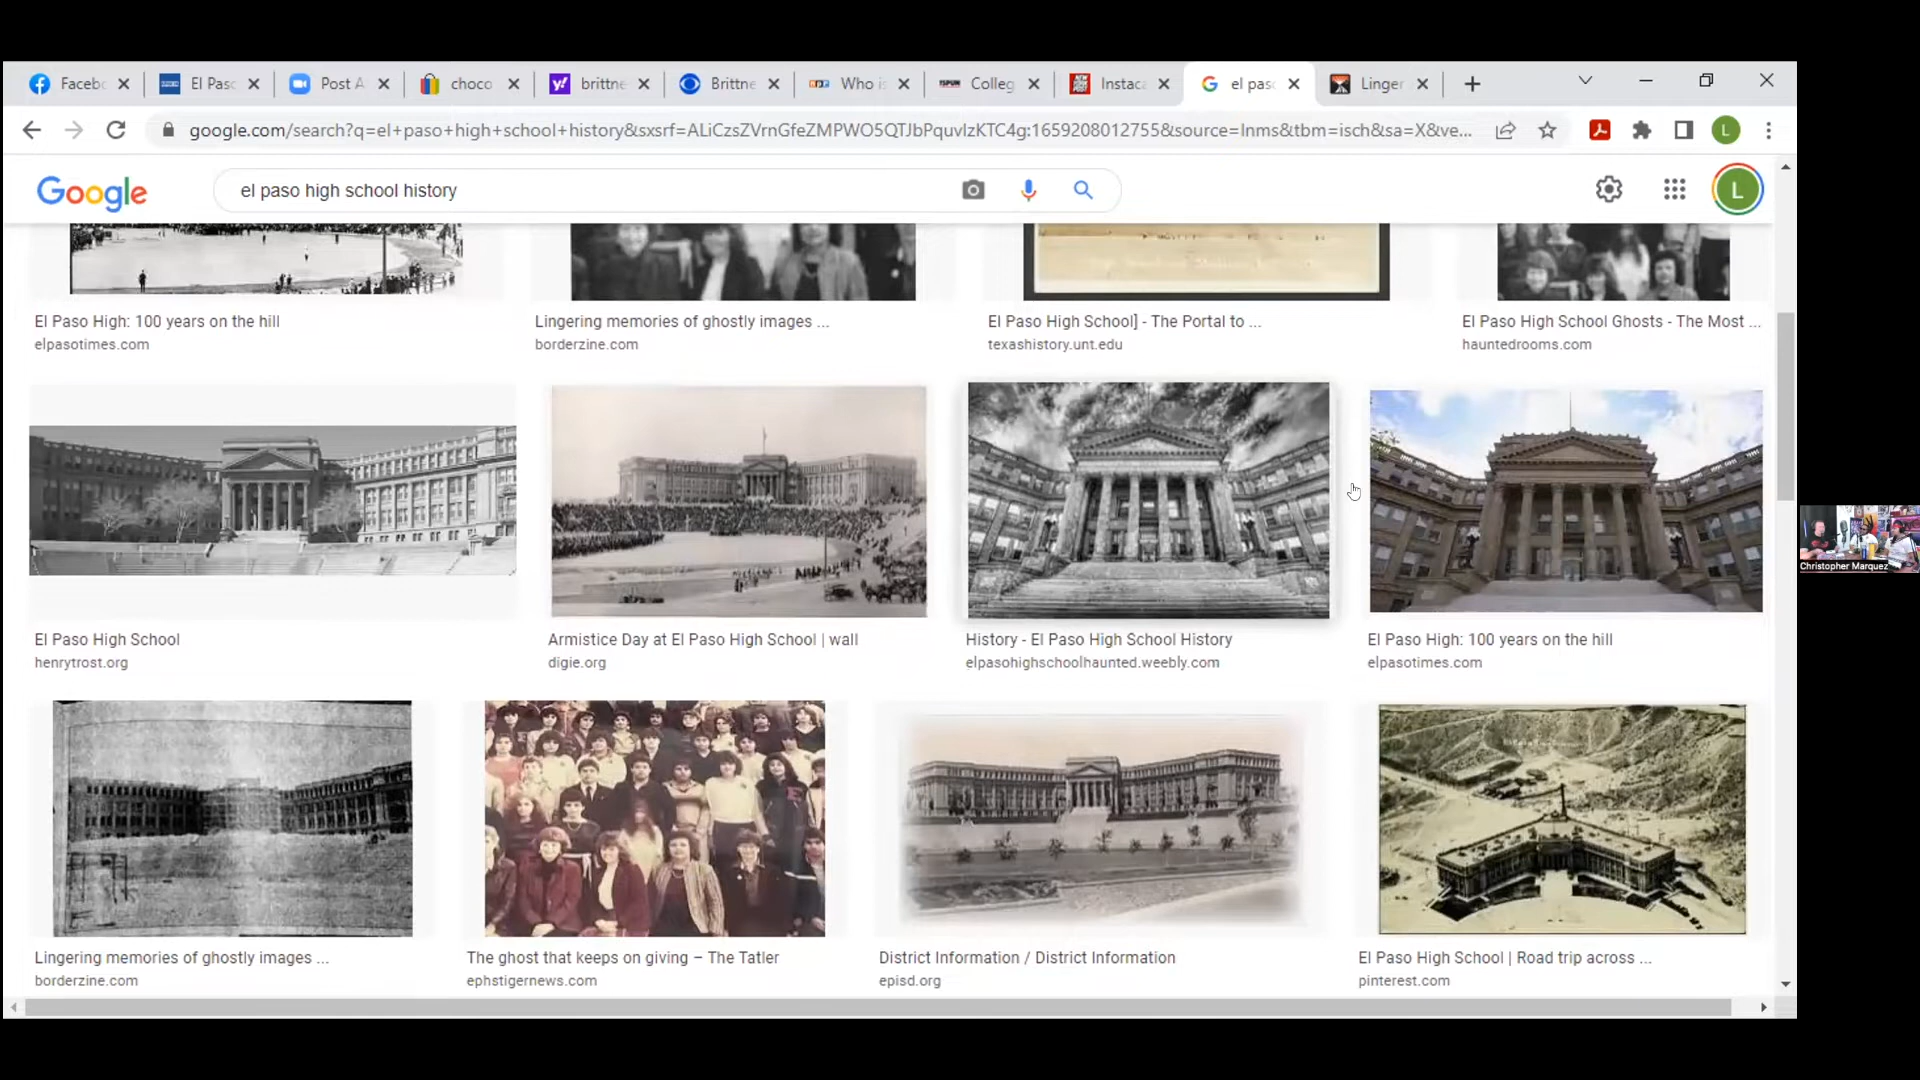 Facebo
El Paso
Post A
choco
brittne
Brittne
Who is
Colleg
Instaca
el pas
Linger
google.com/search?q=el+paso+high+school+history&sxsrf=ALiCzsZVrnGfeZMPWO5QTJbPquvlzKTC4g:1659208012755&source=lnms&tbm=isch&sa=X&ve...
L
Google
el paso high school history
L
El Paso High: 100 years on the hill
elpasotimes.com
Lingering memories of ghostly images ...
borderzine.com
El Paso High School] - The Portal to ...
texashistory.unt.edu
El Paso High School Ghosts - The Most ...
hauntedrooms.com
El Paso High School
henrytrost.org
Armistice Day at El Paso High School | wall
digie.org
History - El Paso High School History
elpasohighschoolhaunted.weebly.com
El Paso High: 100 years on the hill
elpasotimes.com
Christopher Marquez
Lingering memories of ghostly images ...
borderzine.com
The ghost that keeps on giving – The Tatler
ephstigernews.com
District Information / District Information
episd.org
El Paso High School | Road trip across ...
pinterest.com